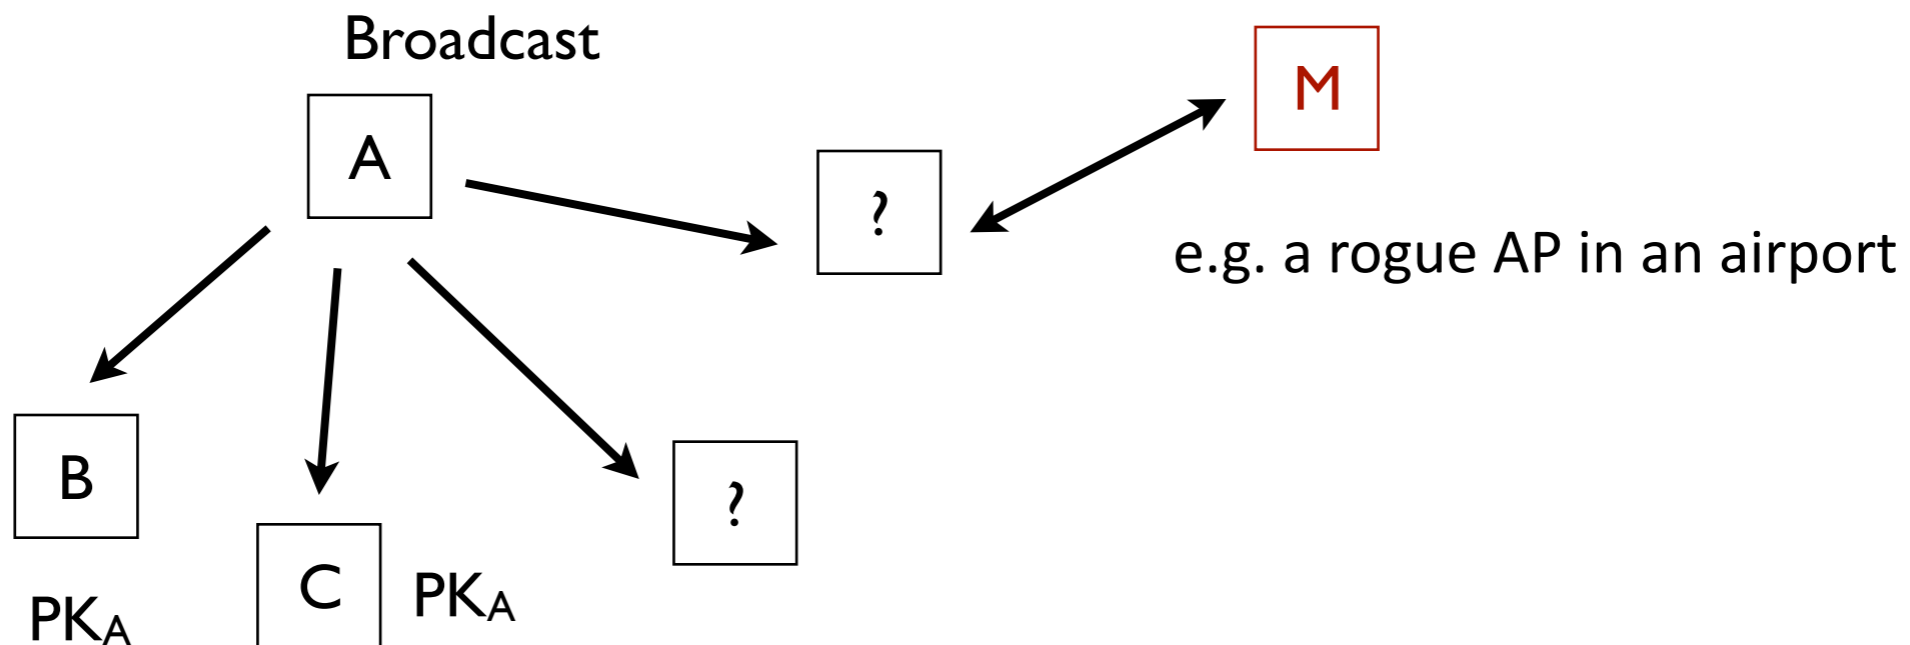 Broadcast
A
M
?
e.g. a rogue AP in an airport
B
?
C
PKA
PKA